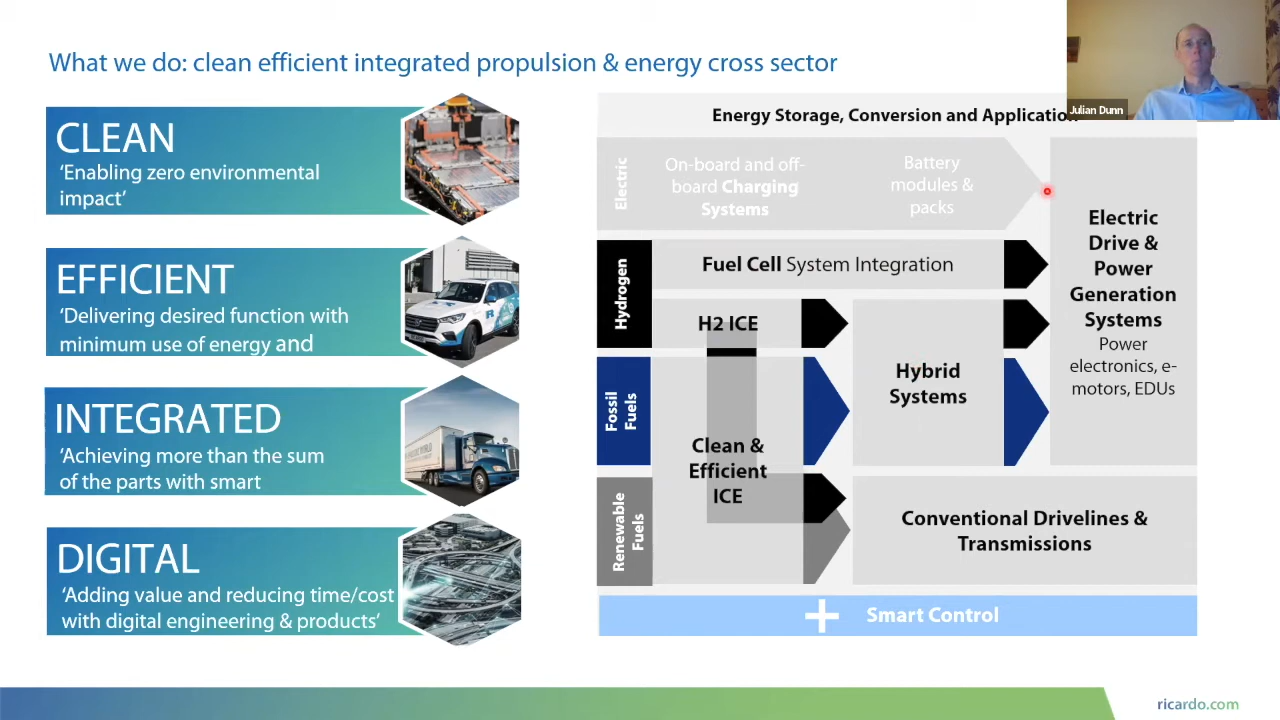 What we do: clean efficient integrated propulsion & energy cross sector
Julian Dunn
CLEAN
‘Enabling zero environmental
impact’
EFFICIENT
‘Delivering desired function with
minimum use of energy and
INTEGRATED
‘Achieving more than the sum
of the parts with smart
DIGITAL
‘Adding value and reducing time/cost
with digital engineering & products’
Energy Storage, Conversion and Application
Electric
On-board and off-
board Charging
Systems
Battery
modules &
packs
Hydrogen
Fuel Cell System Integration
H2 ICE
Fossil
Fuels
Clean &
Efficient
ICE
Renewable
Fuels
Hybrid
Systems
Electric
Drive &
Power
Generation
Systems
Power
electronics, e-
motors, EDUs
Conventional Drivelines &
Transmissions
+ Smart Control
ricardo.com